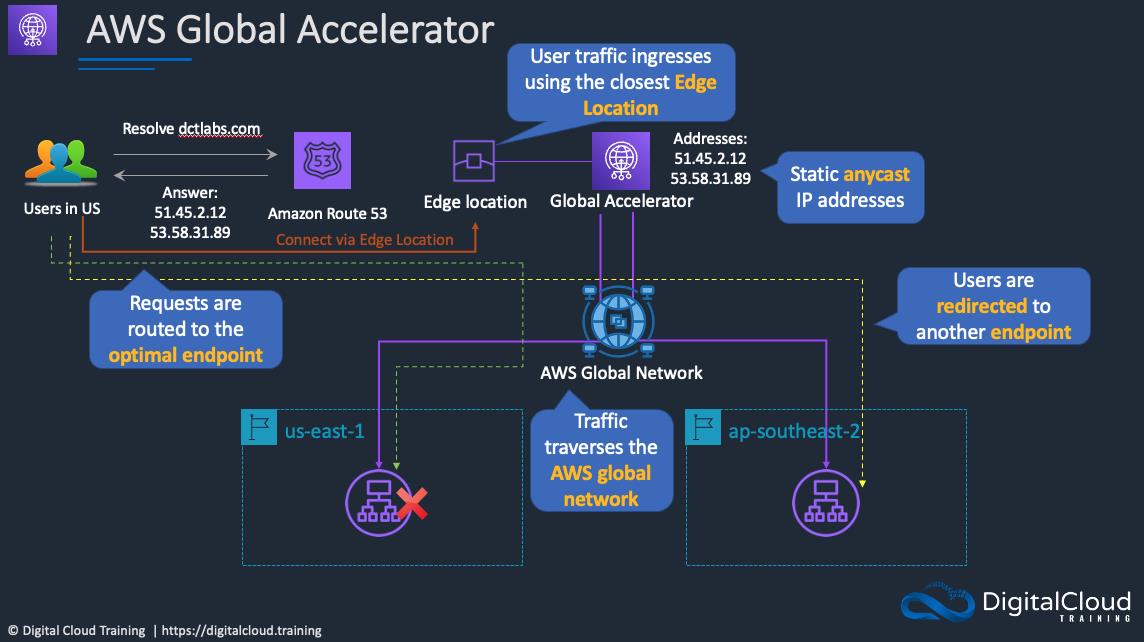 AWS Global Accelerator
User traffic ingresses
using the closest Edge
Location
Resolve dctlabs.com
53
Addresses:
51.45.2.12
53.58.31.89
Static anycast
IP addresses
Answer:
51.45.2.12
53.58.31.89
Users in US
Amazon Route 53
Edge location
Global Accelerator
Connect via Edge Location
Requests are
routed to the
optimal endpoint
Users are
redirected to
another endpoint
AWS Global Network
Traffic
traverses the
AWS global
network
us-east-1
ap-southeast-2
DigitalCloud
TRAINING
© Digital Cloud Training | https://digitalcloud.training